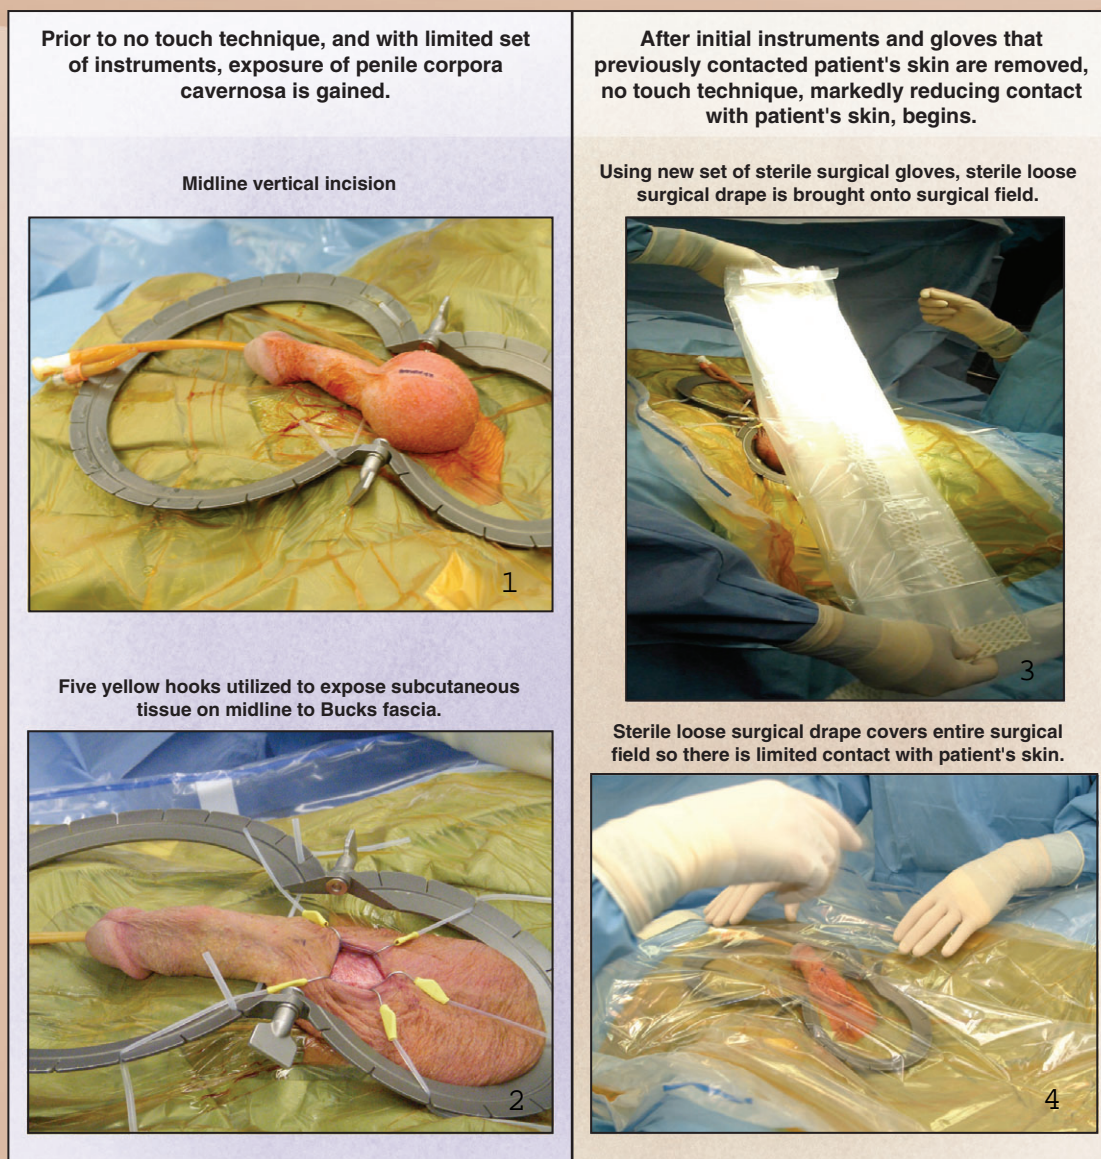 Prior to no touch technique, and with limited set
of instruments, exposure of penile corpora
cavernosa is gained.
Midline vertical incision
1
Five yellow hooks utilized to expose subcutaneous
tissue on midline to Bucks fascia.
2
After initial instruments and gloves that
previously contacted patient's skin are removed,
no touch technique, markedly reducing contact
with patient's skin, begins.
Using new set of sterile surgical gloves, sterile loose
surgical drape is brought onto surgical field.
3
Sterile loose surgical drape covers entire surgical
field so there is limited contact with patient's skin.
4